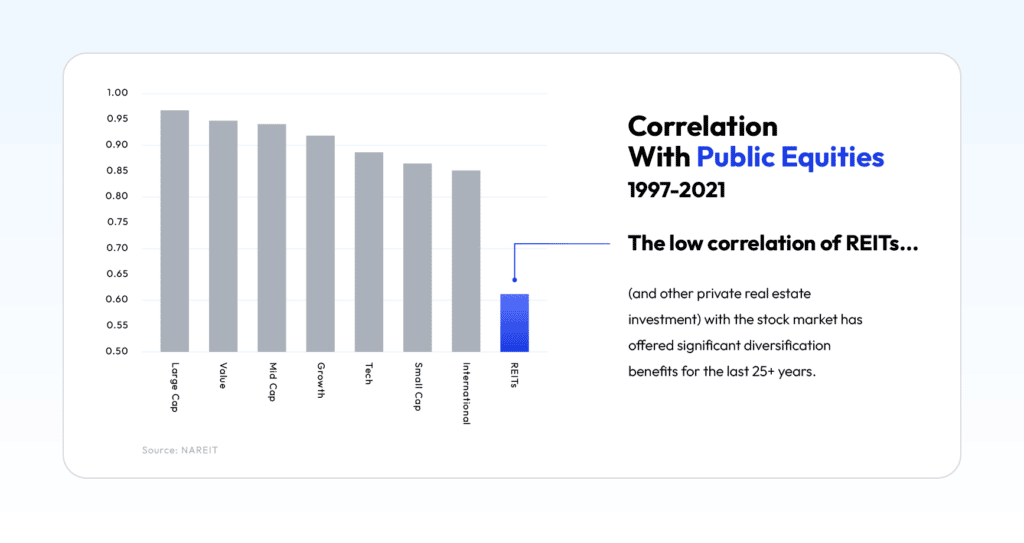 1.00
0.95
0.90
0.85
0.80
0.75
0.70
0.65
0.60
0.55
0.50
Large Cap
Value
Mid Cap
Growth
Tech
Small Cap
International
REITs
Source: NAREIT
Correlation
With Public Equities
1997-2021
The low correlation of REITs...
(and other private real estate
investment) with the stock market has
offered significant diversification
benefits for the last 25+ years.